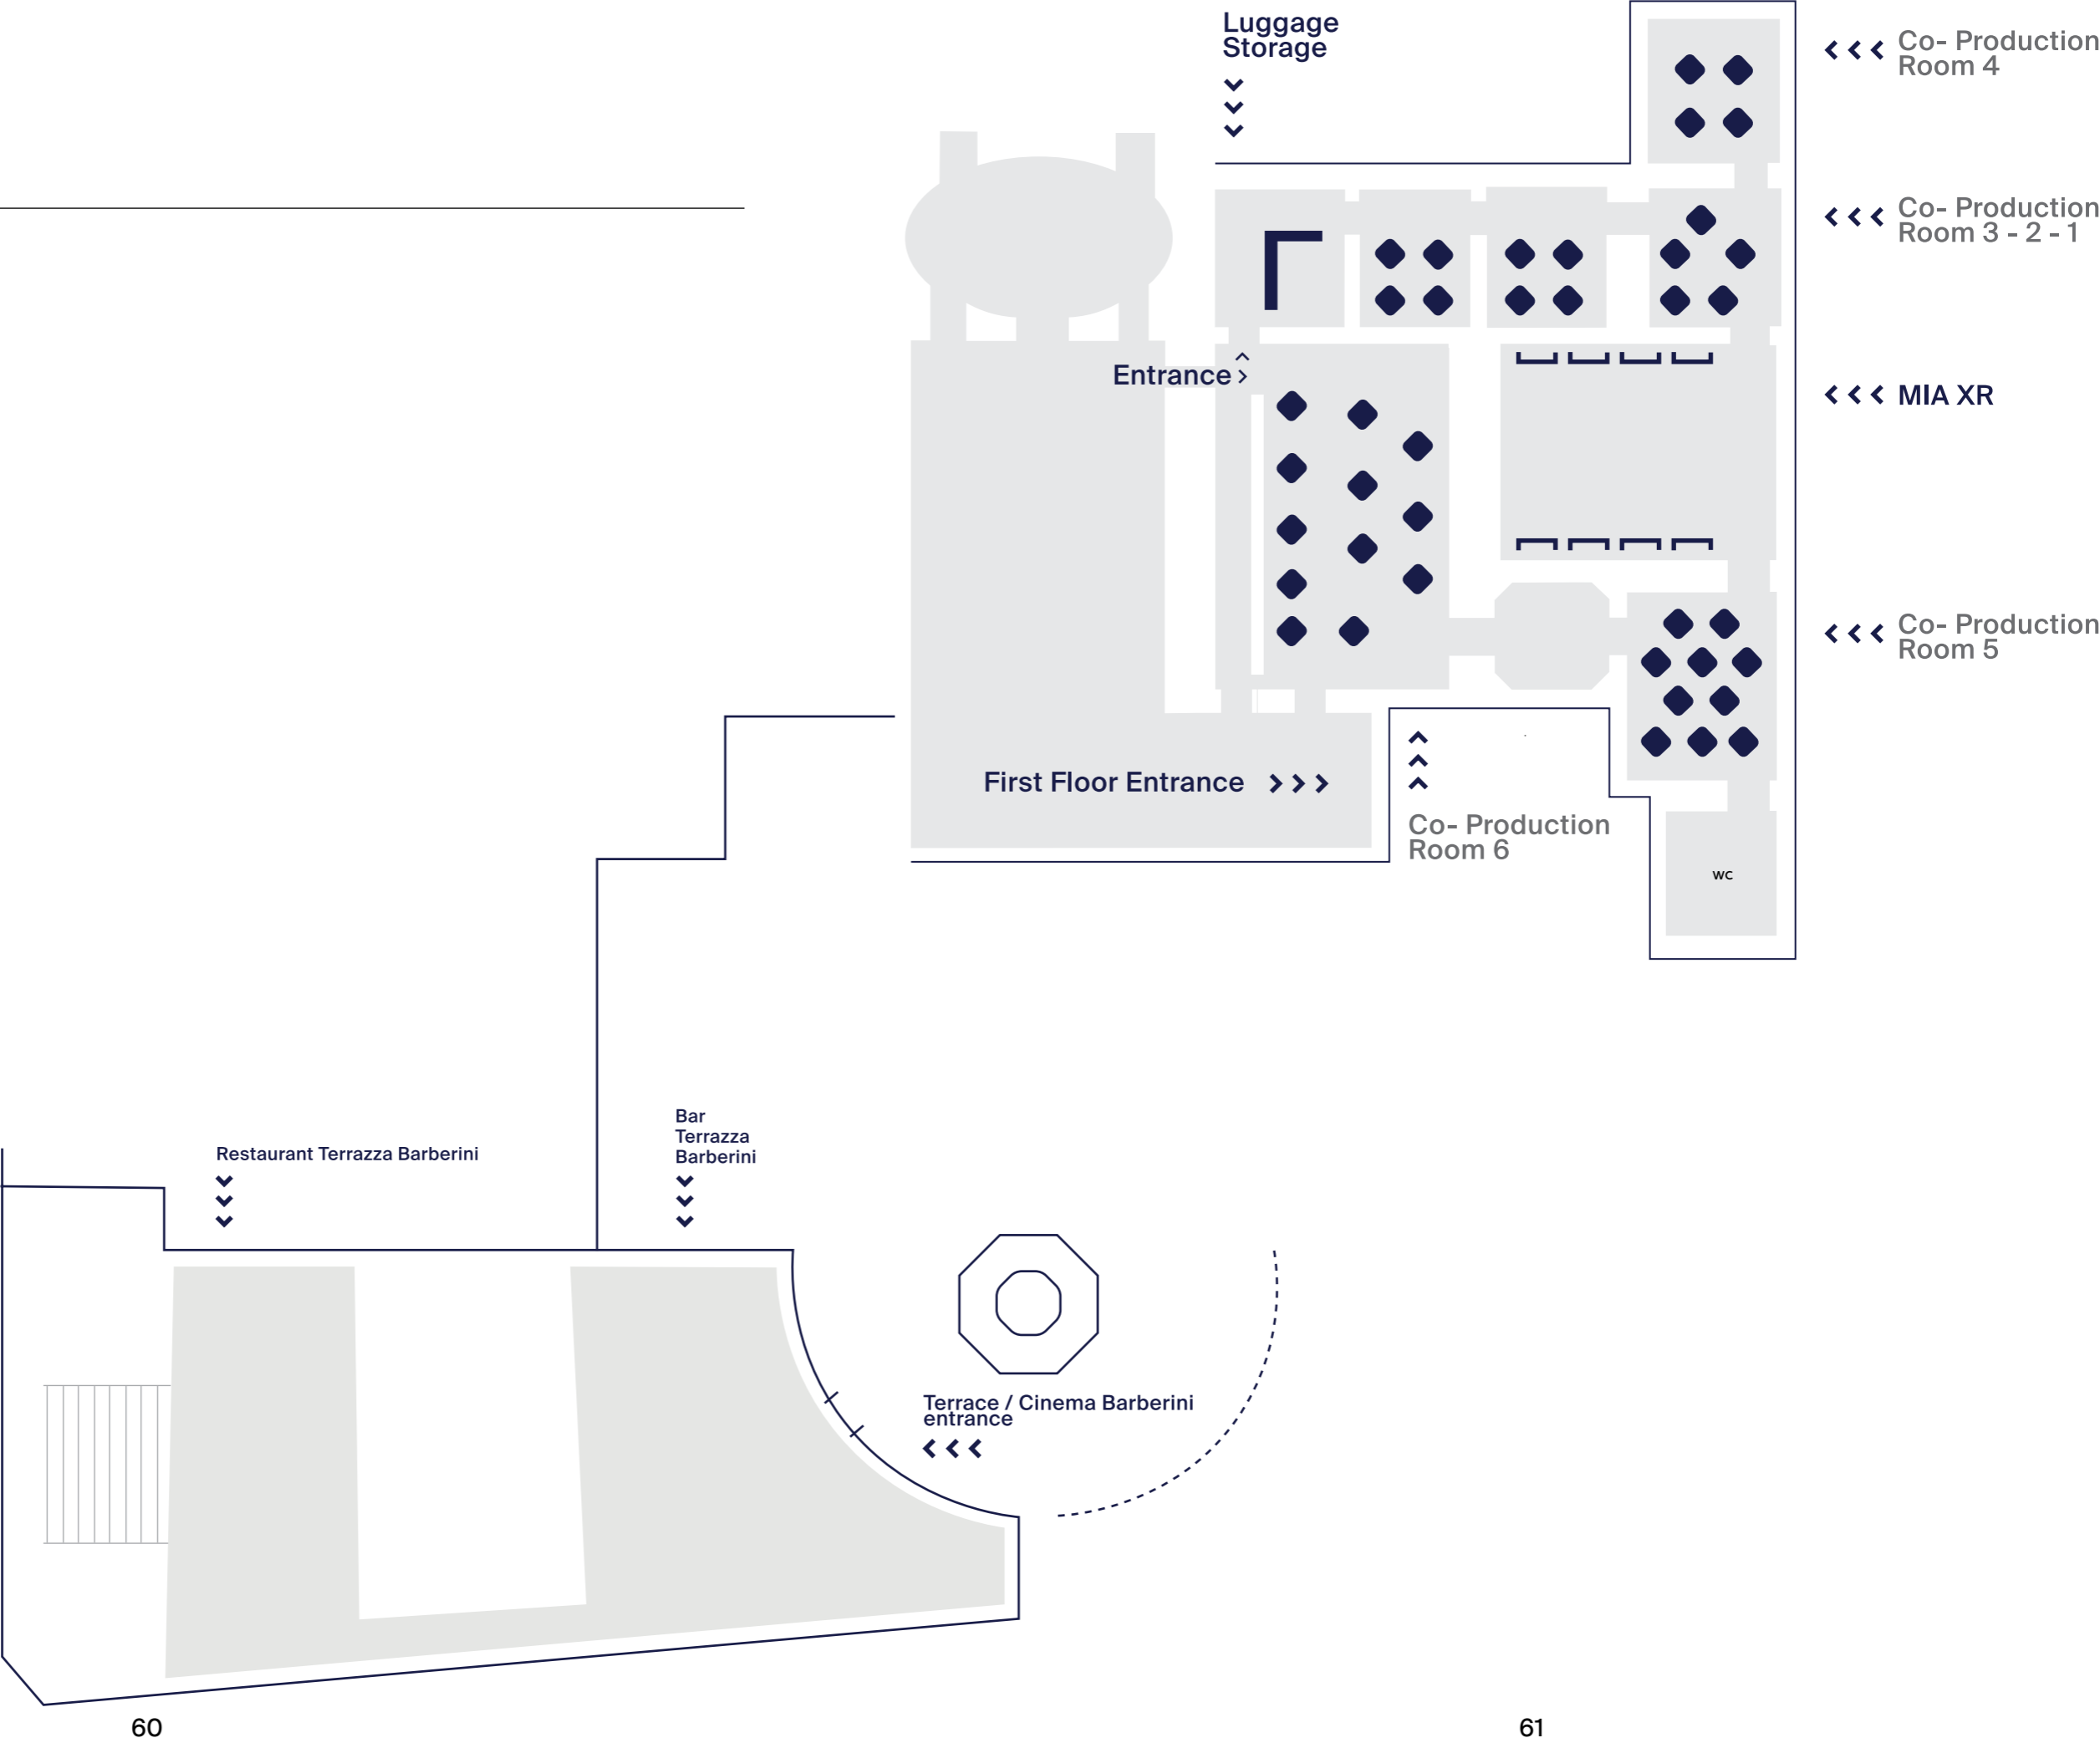 Luggage
Storage
Co- Production
Room 4
Co- Production
Room 3 - 2 - 1
Entrance
MIA XR
Co- Production
Room 5
First Floor Entrance
Co- Production
Room 6
WC
Bar
Terrazza
Barberini
Restaurant Terrazza Barberini
Terrace / Cinema Barberini
entrance
60
61